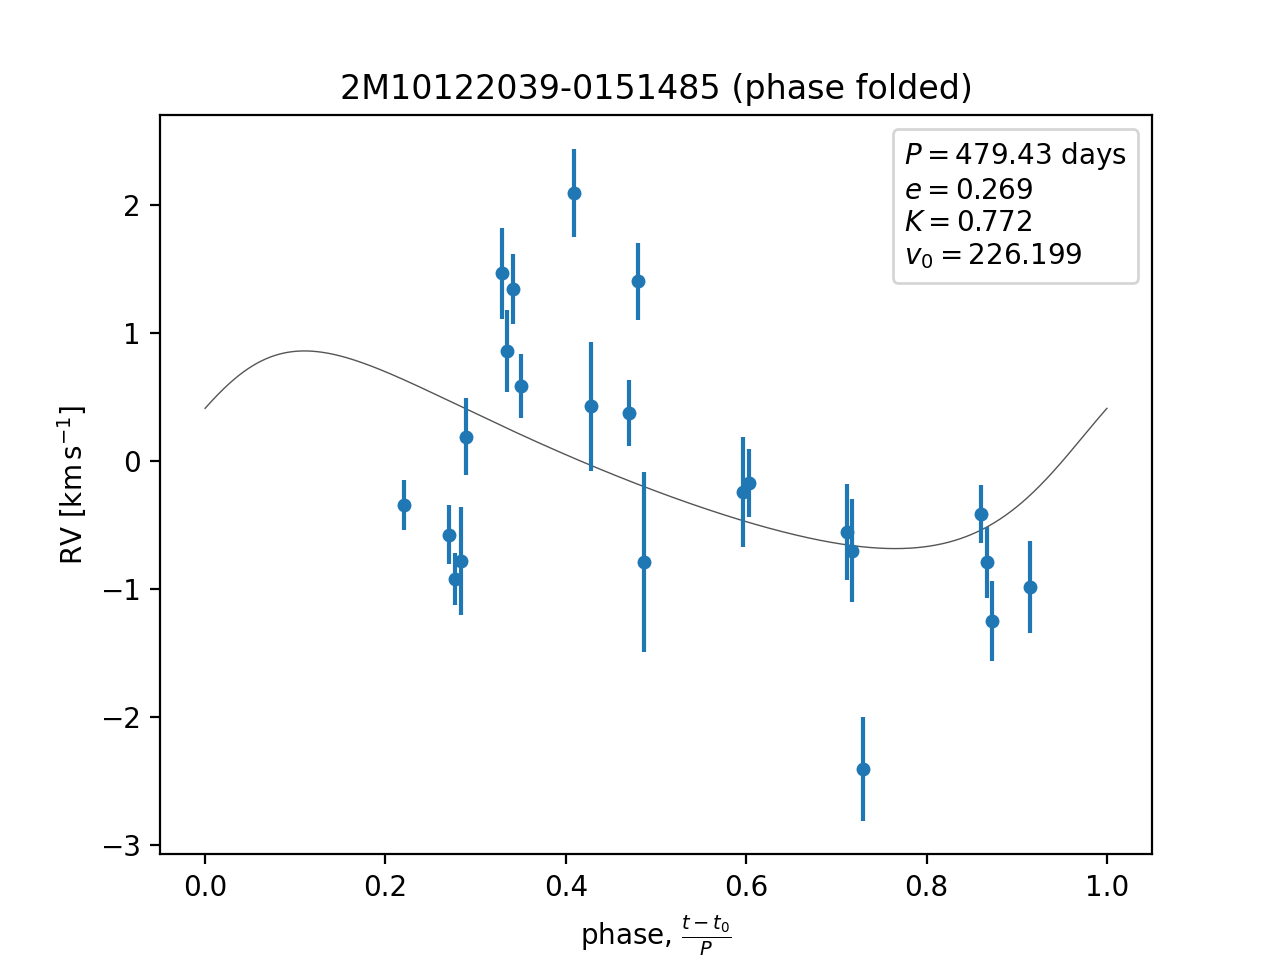 2M10122039-0151485 (phase folded)
P = 479.43 days
e = 0.269
K = 0.772
v₀ = 226.199
2
1
0
−1
−2
−3
RV [km s⁻¹]
0.0 0.2 0.4 0.6 0.8 1.0
phase, (t − t₀)/P